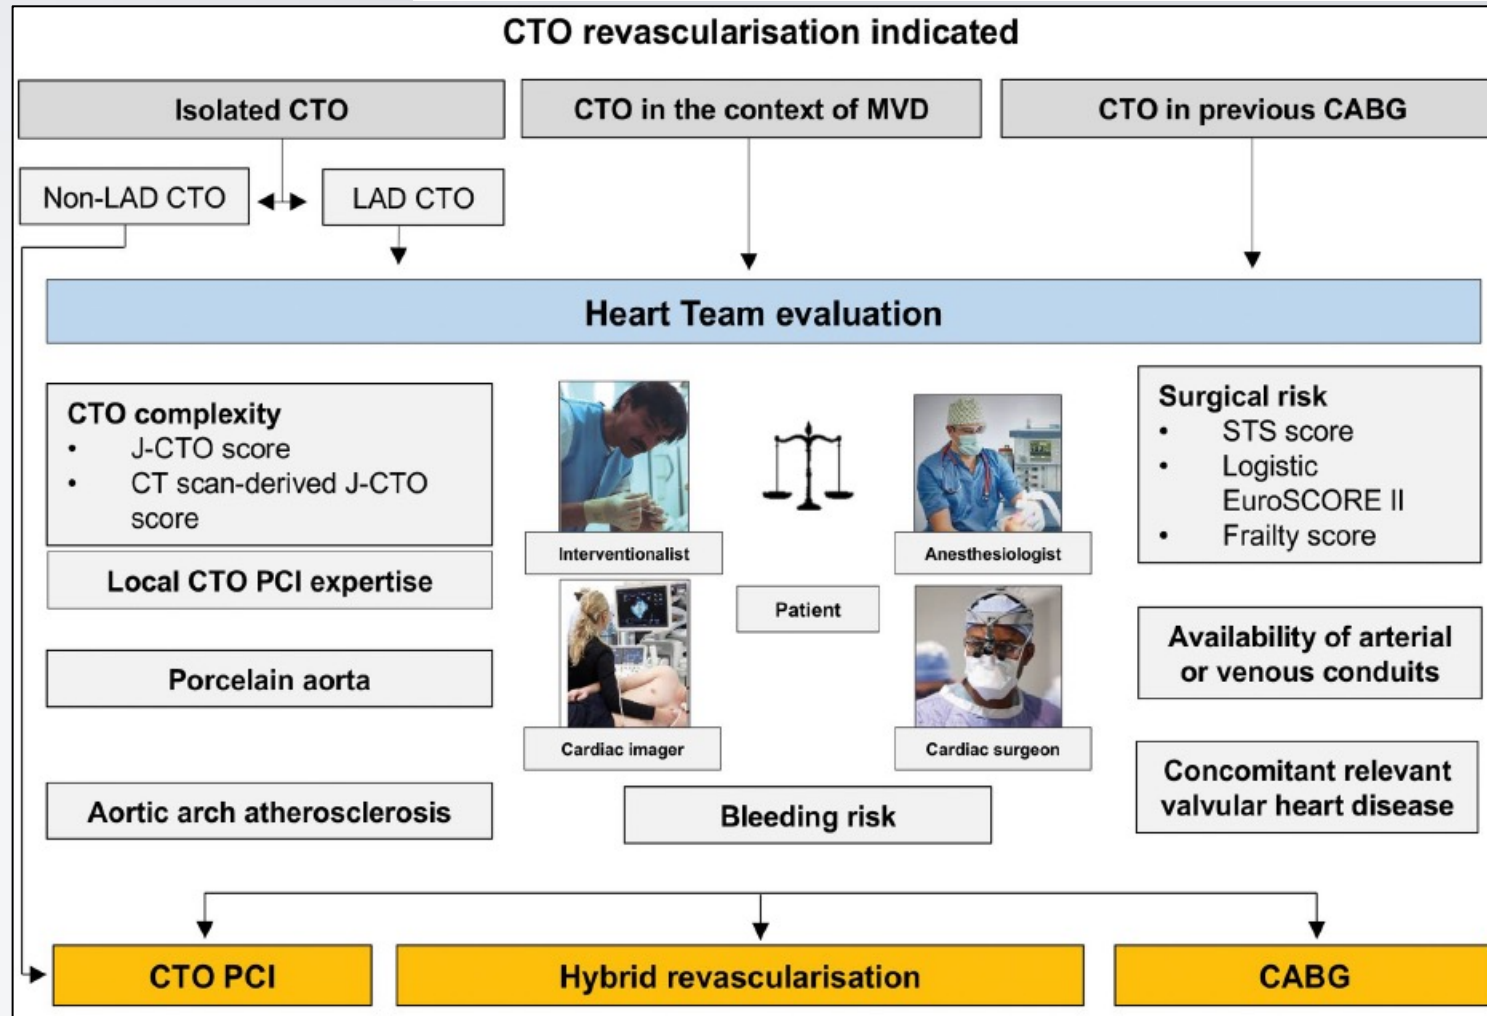 CTO revascularisation indicated
Isolated CTO
CTO in the context of MVD
CTO in previous CABG
Non-LAD CTO
LAD CTO
Heart Team evaluation
CTO complexity
• J-CTO score
• CT scan-derived J-CTO
score
Local CTO PCI expertise
Porcelain aorta
Aortic arch atherosclerosis
Interventionalist
Anesthesiologist
Patient
Cardiac imager
Cardiac surgeon
Bleeding risk
Surgical risk
• STS score
• Logistic
EuroSCORE II
• Frailty score
Availability of arterial
or venous conduits
Concomitant relevant
valvular heart disease
CTO PCI
Hybrid revascularisation
CABG